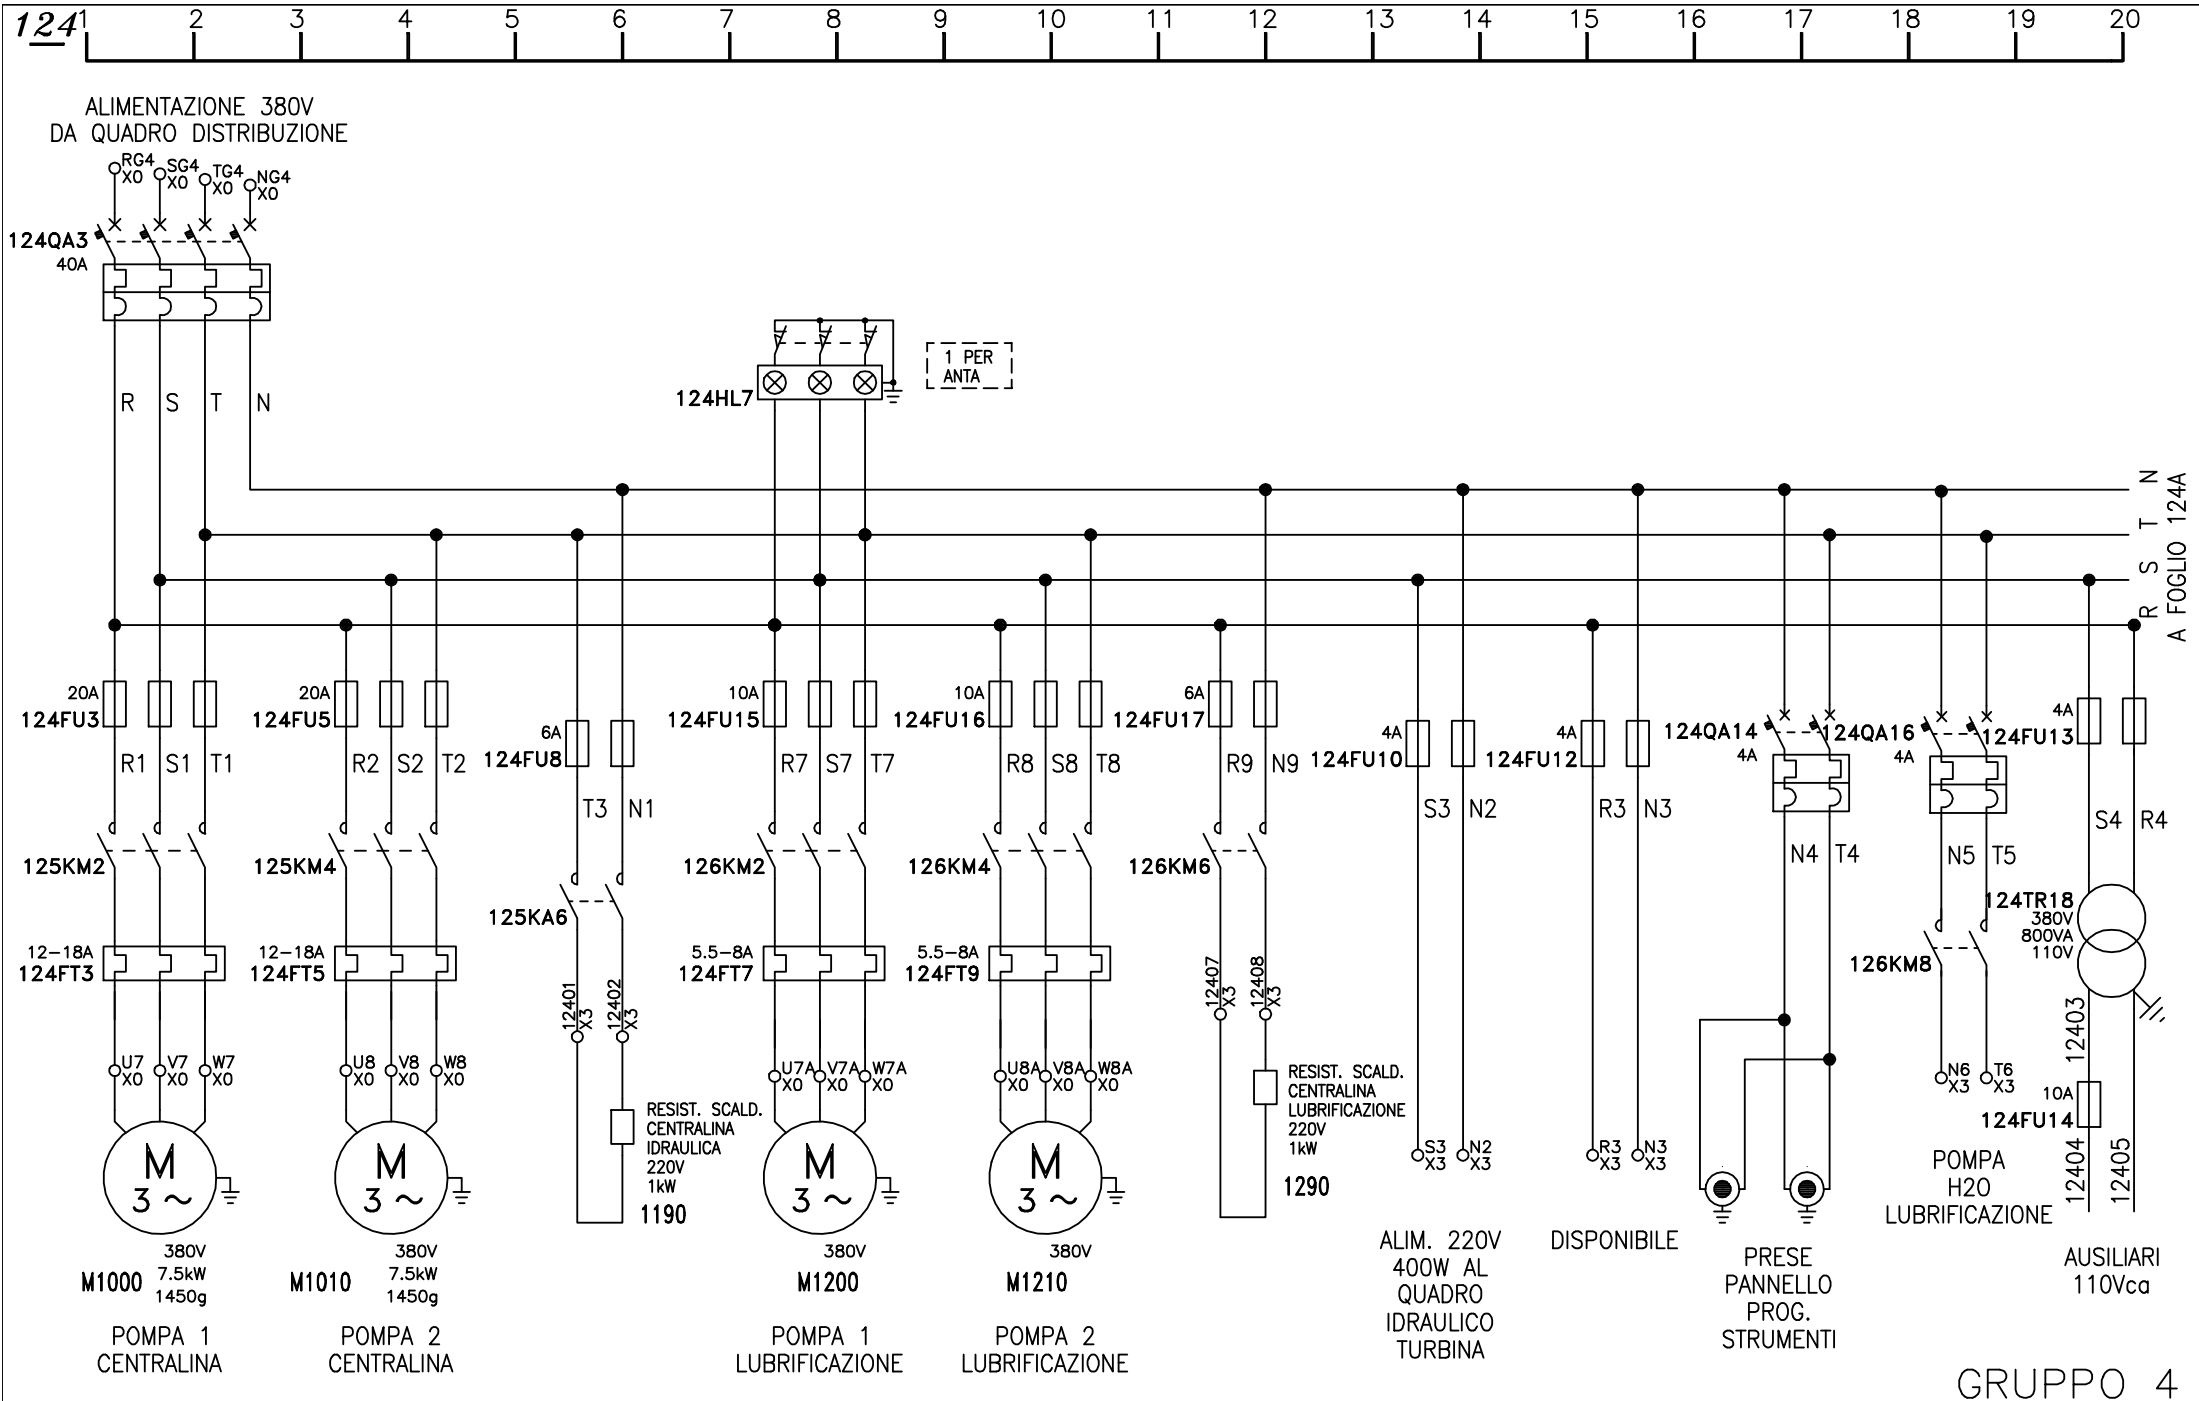 124
1 2 3 4 5 6 7 8 9 10 11 12 13 14 15 16 17 18 19 20
ALIMENTAZIONE 380V
DA QUADRO DISTRIBUZIONE
RG4
X0
SG4
X0
TG4
X0
NG4
X0
124QA3
40A
R S T N
124HL7
1 PER
ANTA
N
T
S
R
A FOGLIO 124A
20A
124FU3
R1 S1 T1
125KM2
12-18A
124FT3
U7
X0
V7
X0
W7
X0
M
3 ~
380V
7.5kW
1450g
M1000
POMPA 1
CENTRALINA
20A
124FU5
R2 S2 T2
125KM4
12-18A
124FT5
U8
X0
V8
X0
W8
X0
M
3 ~
380V
7.5kW
1450g
M1010
POMPA 2
CENTRALINA
6A
124FU8
T3 N1
125KA6
12401
X3
12402
X3
RESIST. SCALD.
CENTRALINA
IDRAULICA
220V
1kW
1190
10A
124FU15
R7 S7 T7
126KM2
5.5-8A
124FT7
U7A
X0
V7A
X0
W7A
X0
M
3 ~
380V
M1200
POMPA 1
LUBRIFICAZIONE
10A
124FU16
R8 S8 T8
126KM4
5.5-8A
124FT9
U8A
X0
V8A
X0
W8A
X0
M
3 ~
380V
M1210
POMPA 2
LUBRIFICAZIONE
6A
124FU17
R9 N9
126KM6
12407
X3
12408
X3
RESIST. SCALD.
CENTRALINA
LUBRIFICAZIONE
220V
1kW
1290
4A
124FU10
S3 N2
S3
X3
N2
X3
ALIM. 220V
400W AL
QUADRO
IDRAULICO
TURBINA
4A
124FU12
R3 N3
R3
X3
N3
X3
DISPONIBILE
124QA14
4A
N4 T4
PRESE
PANNELLO
PROG.
STRUMENTI
124QA16
4A
N5 T5
126KM8
N6
X3
T6
X3
POMPA
H2O
LUBRIFICAZIONE
4A
124FU13
S4 R4
124TR18
380V
800VA
110V
12403
10A
124FU14
12404
12405
AUSILIARI
110Vca
GRUPPO 4